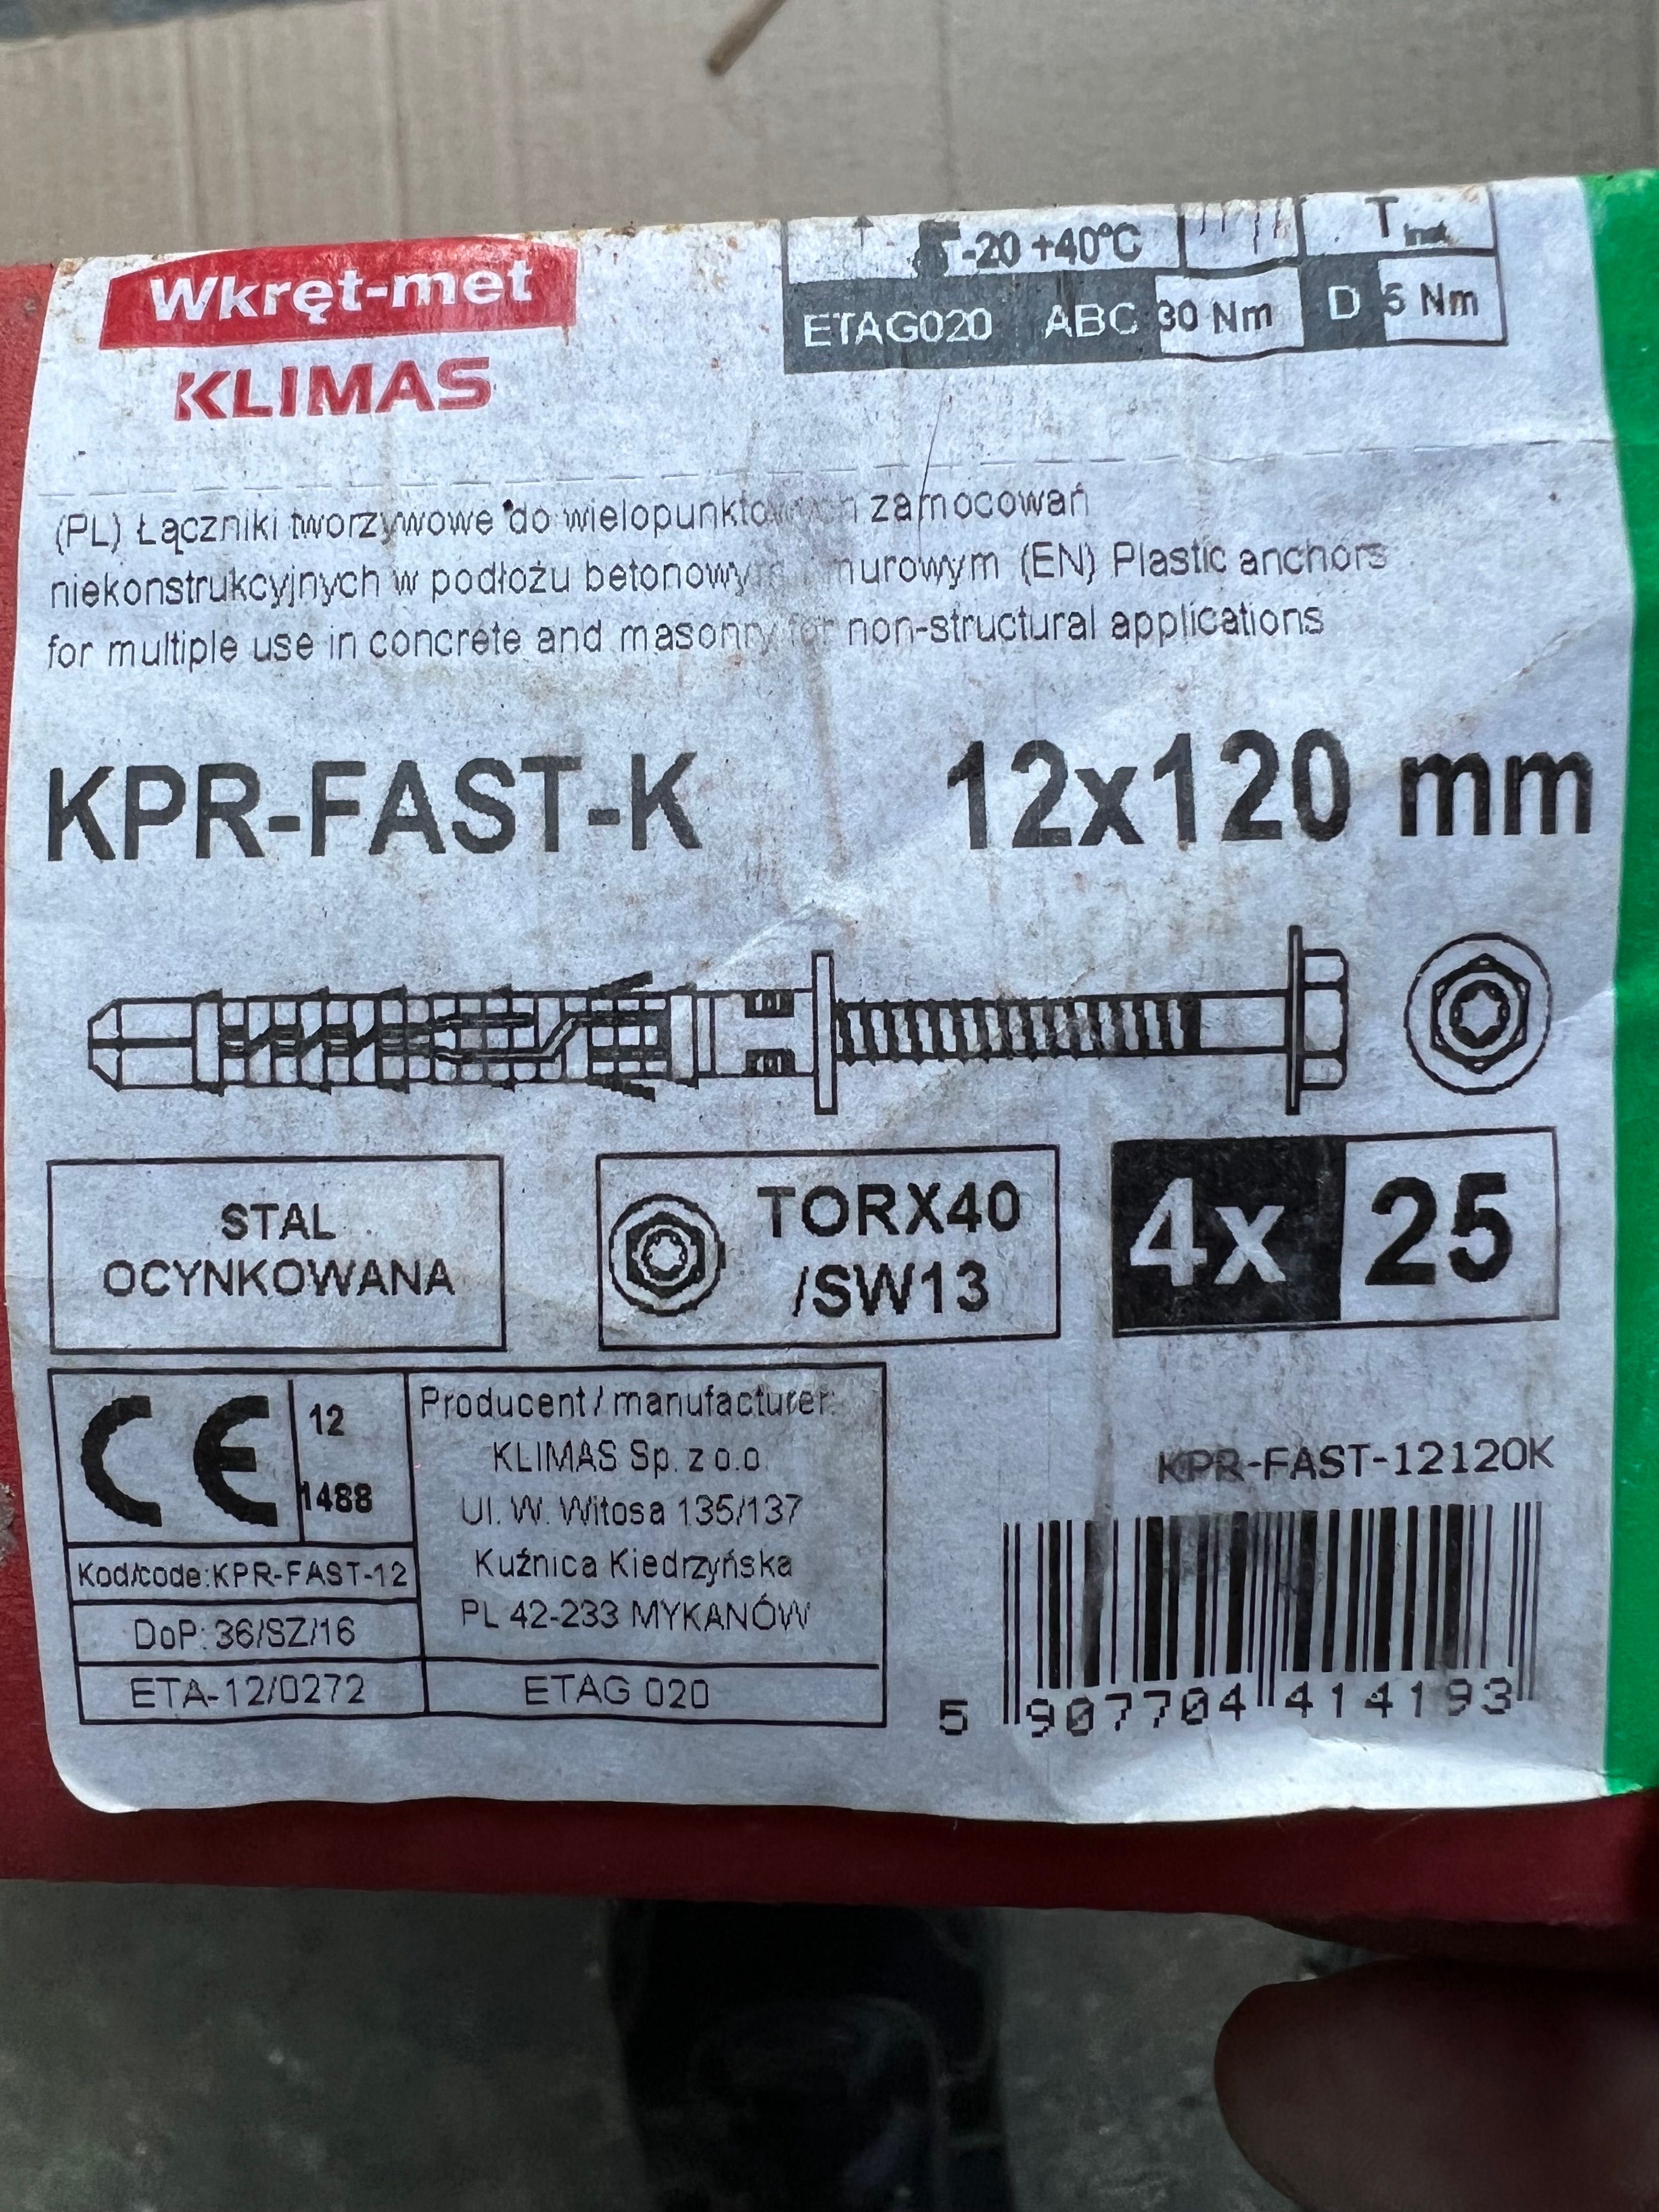 Wkręt-met
KLIMAS
-20 +40°C
T inst
ETAG020 ABC 30 Nm D 5 Nm
(PL) Łączniki tworzywowe do zamocowań
niekonstrukcyjnych w podłożu murowym (EN) Plastic anchors
for multiple use in concrete and masonry for non-structural applications
KPR-FAST-K 12x120 mm
STAL
OCYNKOWANA
TORX40
/SW13
4x 25
CE
12
1488
Kod/code:KPR-FAST-12
DoP: 36/SZ/16
ETA-12/0272
Producent / manufacturer:
KLIMAS Sp. z o.o.
Ul. W. Witosa 135/137
Kuźnica Kiedrzyńska
PL 42-233 MYKANÓW
ETAG 020
KPR-FAST-12120K
5 907704 414193